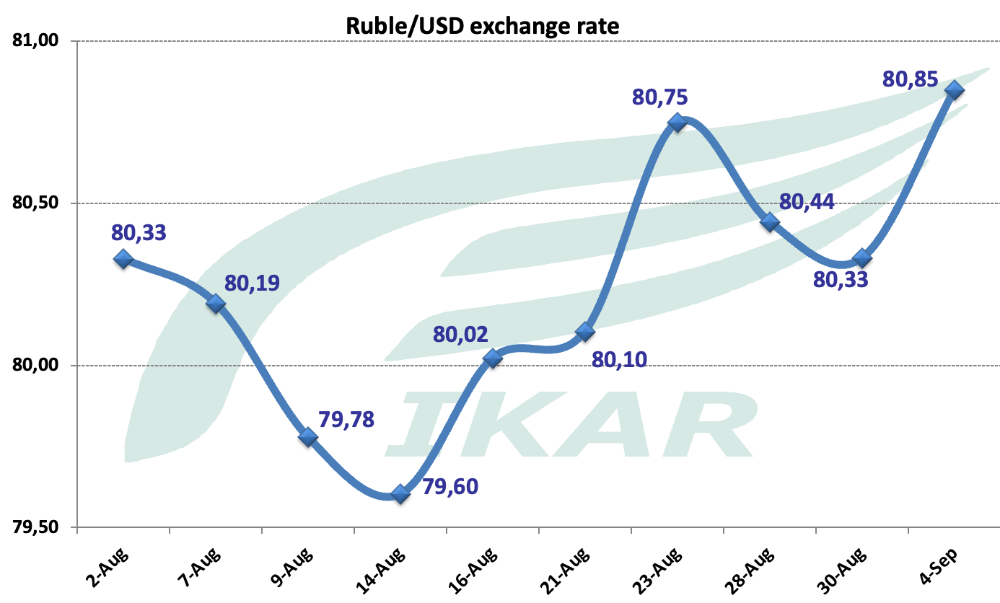 Ruble/USD exchange rate
81,00
80,50
80,00
79,50
80,33
80,19
79,78
79,60
80,02
80,10
80,75
80,44
80,33
80,85
IKAR
2-Aug
7-Aug
9-Aug
14-Aug
16-Aug
21-Aug
23-Aug
28-Aug
30-Aug
4-Sep